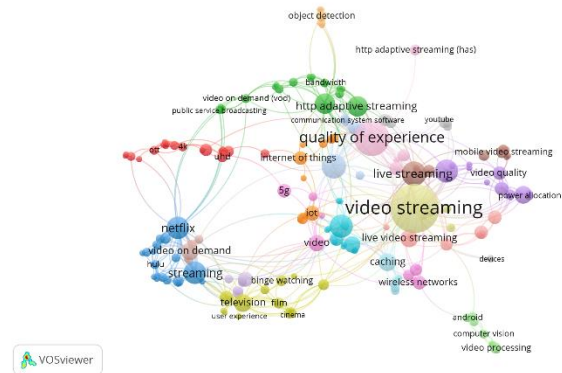 object detection
http adaptive streaming (has)
bandwidth
video on demand (vod)
http adaptive streaming
public service broadcasting
communication system software
youtube
quality of experience
ott
4k
uhd
internet of things
mobile video streaming
live streaming
video quality
5g
power allocation
video streaming
iot
netflix
video
live video streaming
video on demand
hulu
caching
devices
streaming
binge watching
wireless networks
television
film
user experience
cinema
android
computer vision
video processing
VOSviewer